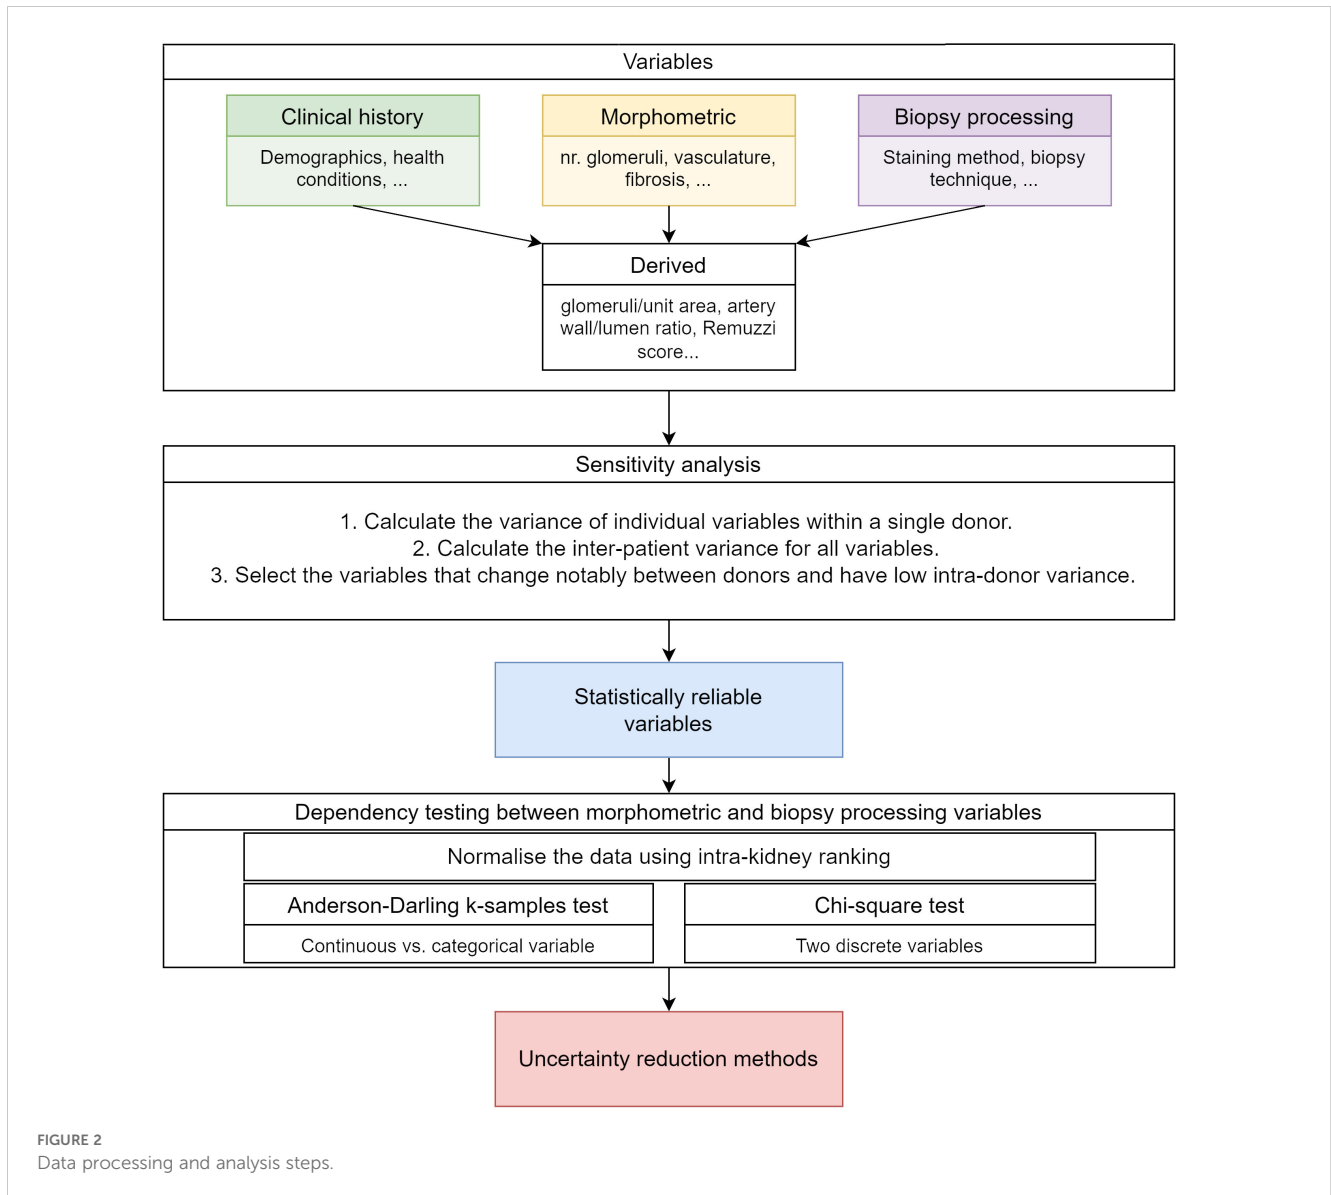 Variables
Clinical history
Demographics, health
conditions, ...
Morphometric
nr. glomeruli, vasculature,
fibrosis, ...
Biopsy processing
Staining method, biopsy
technique, ...
Derived
glomeruli/unit area, artery
wall/lumen ratio, Remuzzi
score...
Sensitivity analysis
1. Calculate the variance of individual variables within a single donor.
2. Calculate the inter-patient variance for all variables.
3. Select the variables that change notably between donors and have low intra-donor variance.
Statistically reliable
variables
Dependency testing between morphometric and biopsy processing variables
Normalise the data using intra-kidney ranking
Anderson-Darling k-samples test
Continuous vs. categorical variable
Chi-square test
Two discrete variables
Uncertainty reduction methods
FIGURE 2
Data processing and analysis steps.